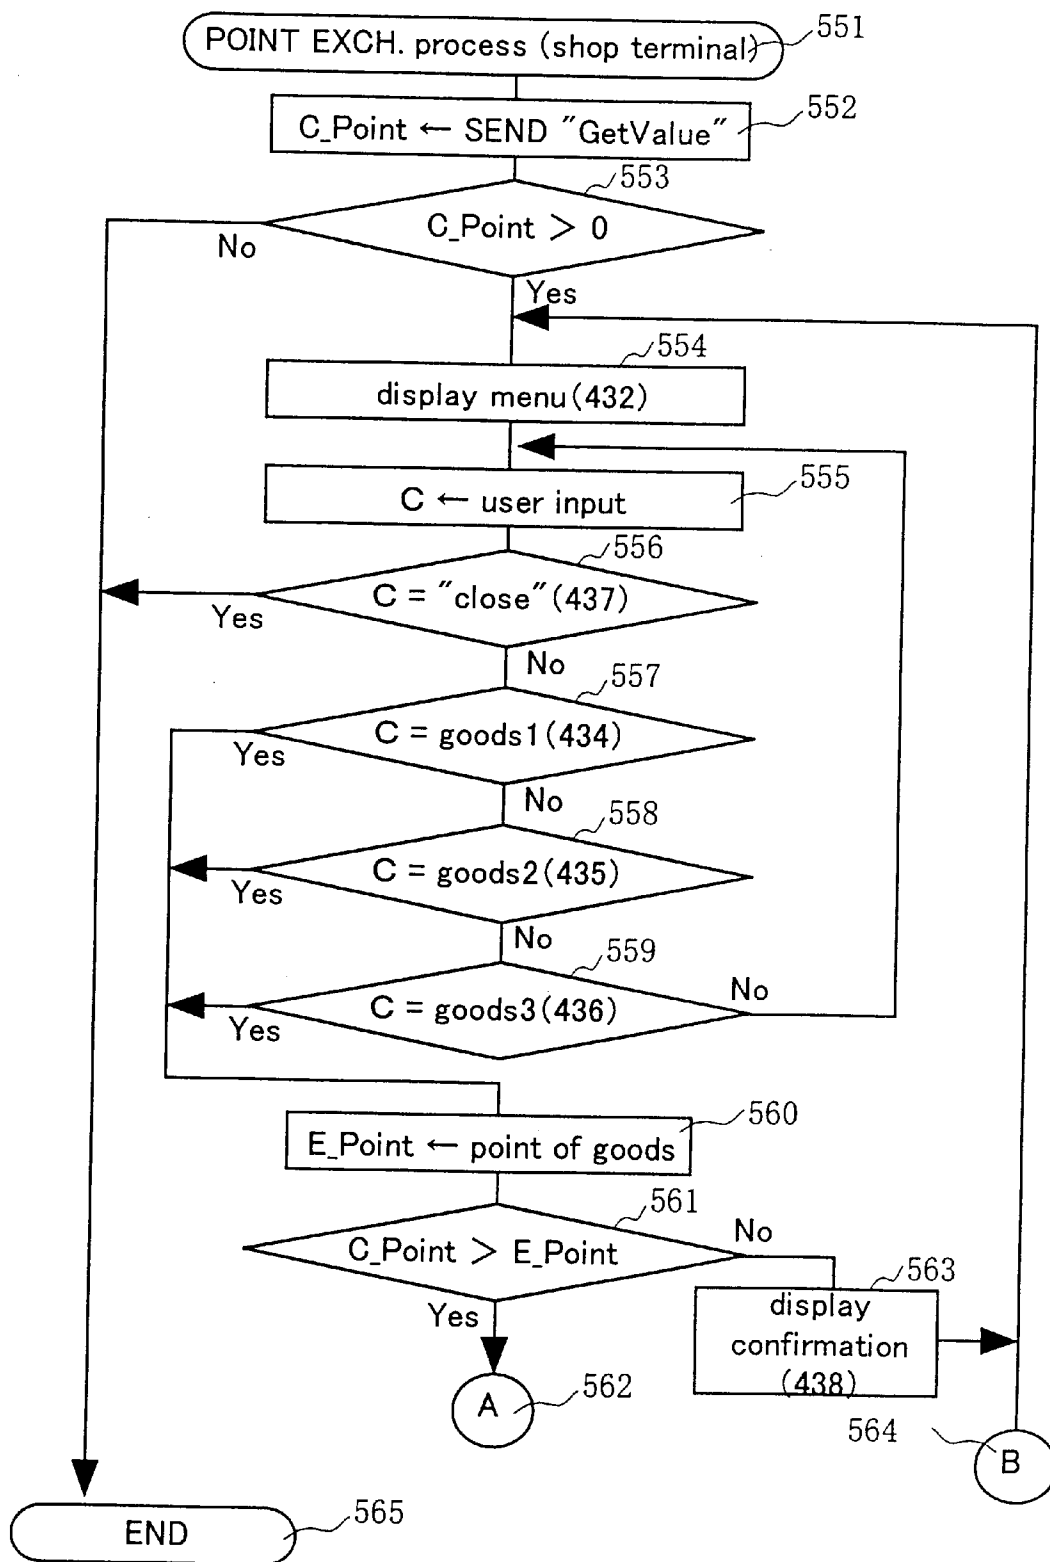 POINT EXCH. process (shop terminal)
551
C_Point ← SEND "GetValue"
552
553
C_Point > 0
No
Yes
554
display menu(432)
C ← user input
555
556
C = "close"(437)
Yes
No
557
C = goods1(434)
Yes
No
558
C = goods2(435)
Yes
No
559
C = goods3(436)
No
Yes
560
E_Point ← point of goods
561
C_Point > E_Point
No
Yes
563
display
confirmation
(438)
A
562
564
B
END
565